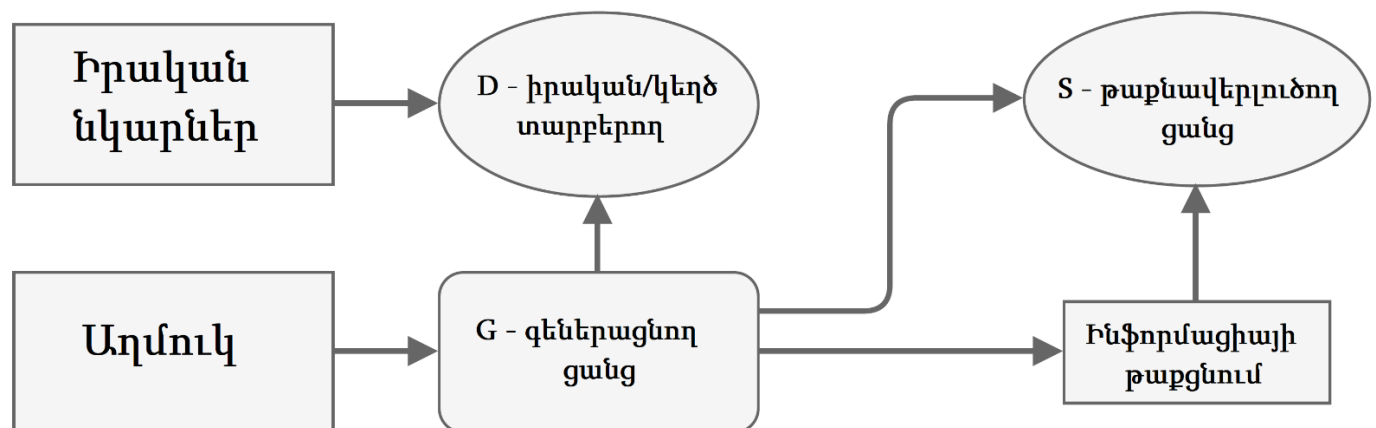 Իրական
նկարներ
D - իրական/կեղծ
տարբերող
S - թաքնավերլուծող
ցանց
Աղմուկ
G - գեներացնող
ցանց
Ինֆորմացիայի
թաքցնում